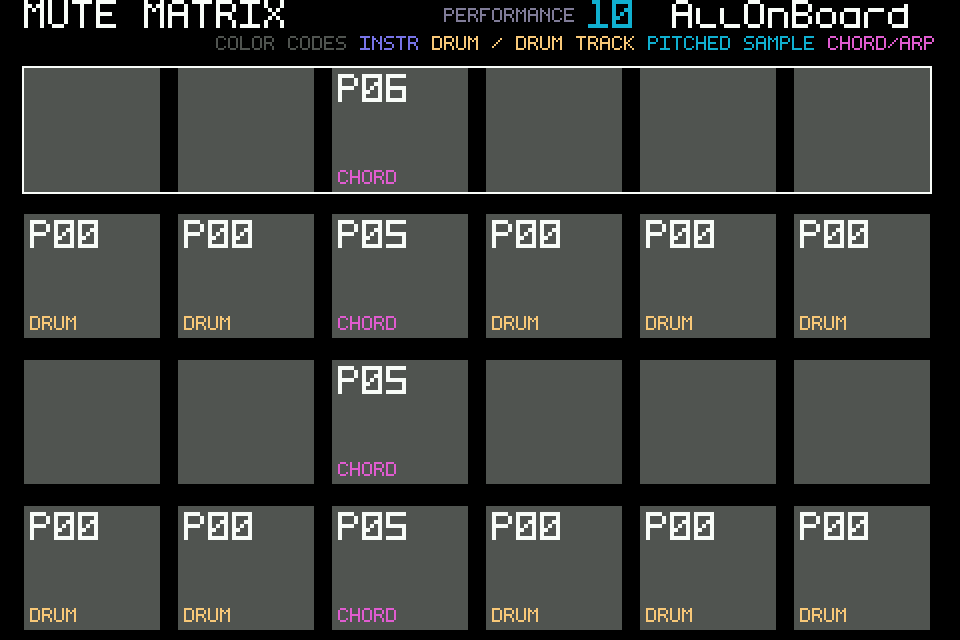 MUTE MATRIX PERFORMANCE 10 AllOnBoard
COLOR CODES INSTR DRUM / DRUM TRACK PITCHED SAMPLE CHORD/ARP
P06
CHORD
P00 P00 P05 P00 P00 P00
DRUM DRUM CHORD DRUM DRUM DRUM
P05
CHORD
P00 P00 P05 P00 P00 P00
DRUM DRUM CHORD DRUM DRUM DRUM